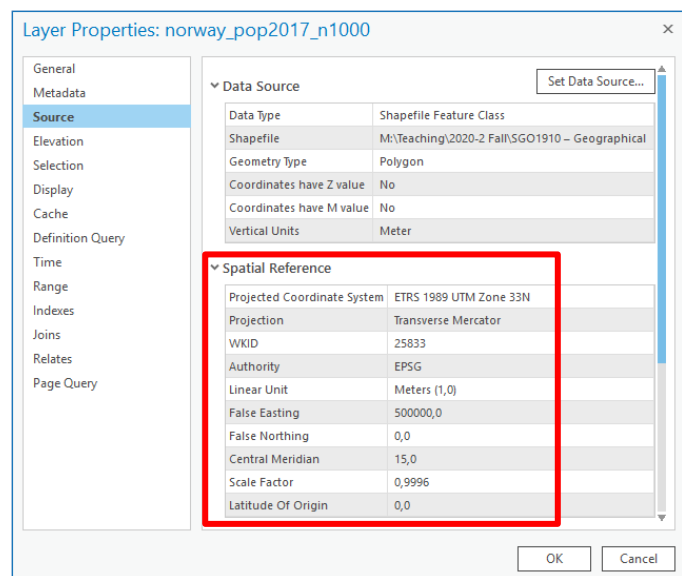 Layer Properties: norway_pop2017_n1000
General
Metadata
Source
Elevation
Selection
Display
Cache
Definition Query
Time
Range
Indexes
Joins
Relates
Page Query
Data Source
Set Data Source...
Data Type Shapefile Feature Class
Shapefile M:\Teaching\2020-2 Fall\SGO1910 – Geographical
Geometry Type Polygon
Coordinates have Z value No
Coordinates have M value No
Vertical Units Meter
Spatial Reference
Projected Coordinate System ETRS 1989 UTM Zone 33N
Projection Transverse Mercator
WKID 25833
Authority EPSG
Linear Unit Meters (1,0)
False Easting 500000,0
False Northing 0,0
Central Meridian 15,0
Scale Factor 0,9996
Latitude Of Origin 0,0
OK Cancel